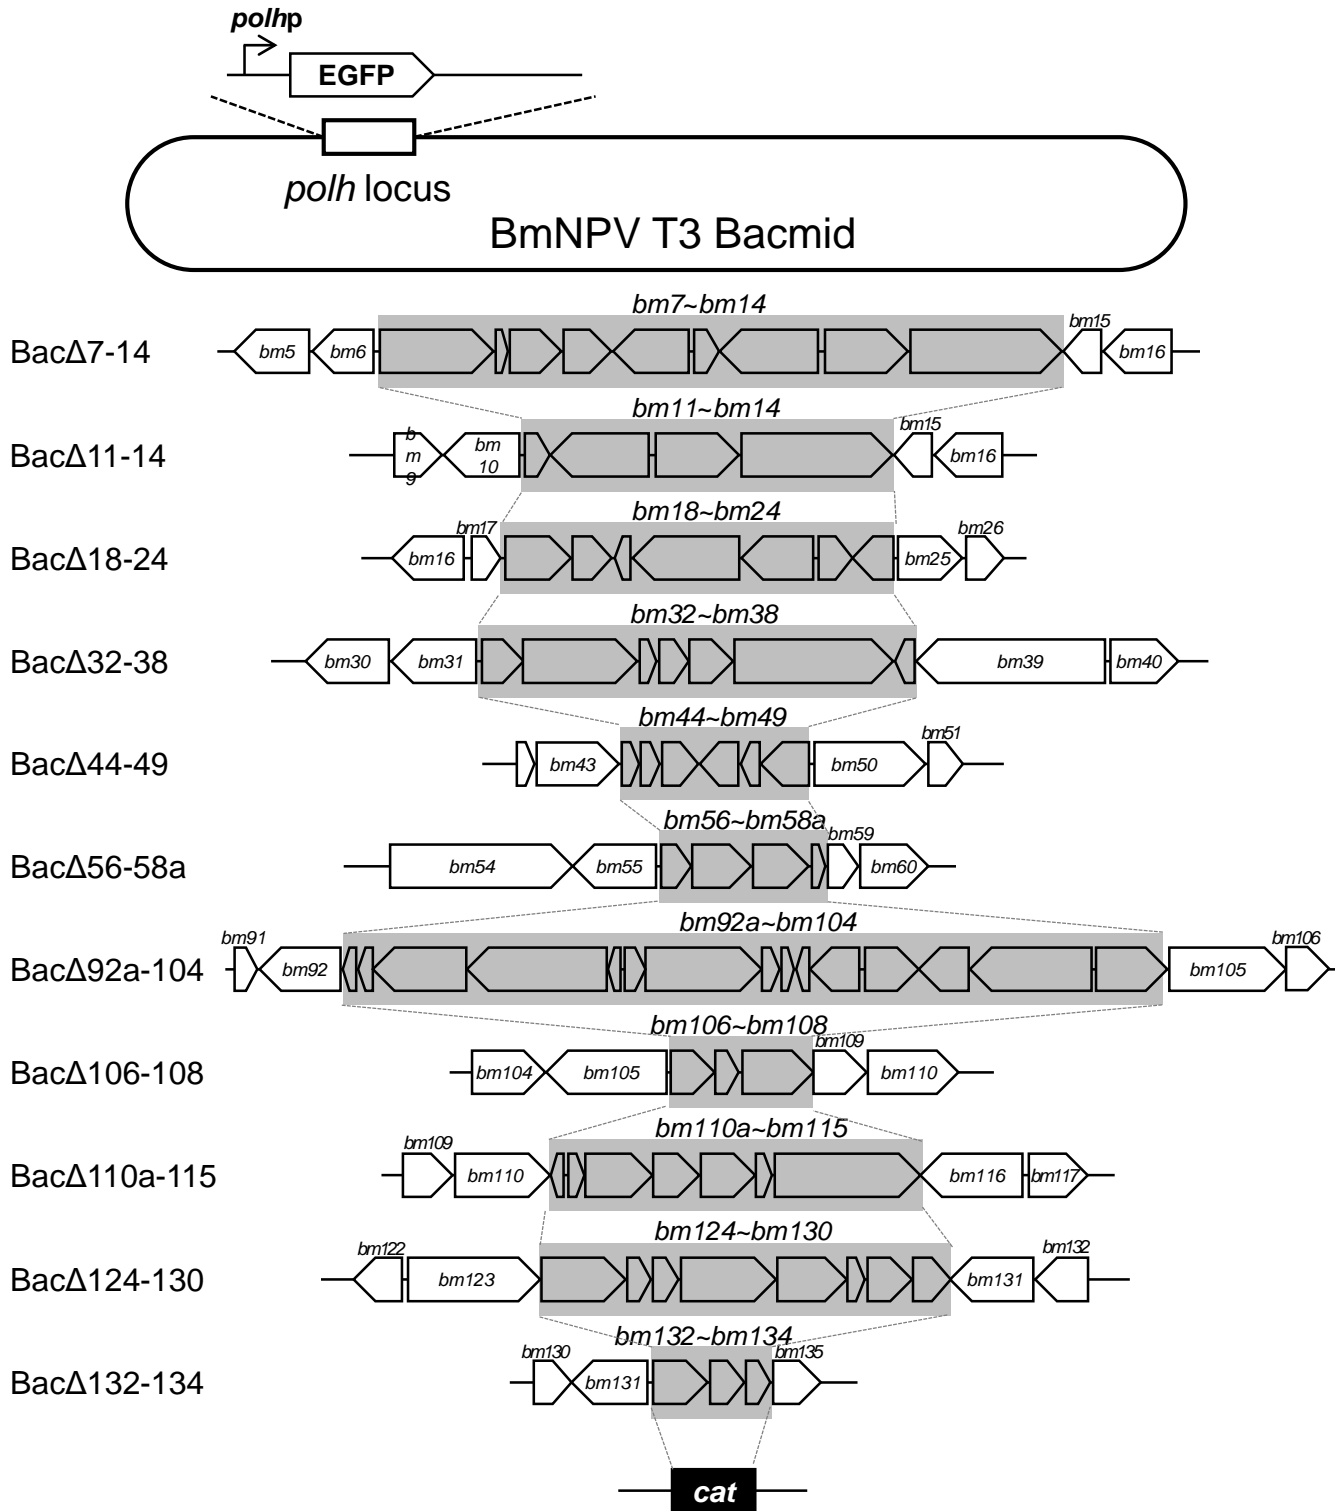 polhp
EGFP
polh locus
BmNPV T3 Bacmid
bm7~bm14
BacΔ7-14
bm5
bm6
bm15
bm16
bm11~bm14
BacΔ11-14
bm9
bm10
bm15
bm16
bm18~bm24
BacΔ18-24
bm16
bm17
bm25
bm26
bm32~bm38
BacΔ32-38
bm30
bm31
bm39
bm40
bm44~bm49
BacΔ44-49
bm43
bm50
bm51
bm56~bm58a
BacΔ56-58a
bm54
bm55
bm59
bm60
bm92a~bm104
BacΔ92a-104
bm91
bm92
bm105
bm106
bm106~bm108
BacΔ106-108
bm104
bm105
bm109
bm110
bm110a~bm115
BacΔ110a-115
bm109
bm110
bm116
bm117
bm124~bm130
BacΔ124-130
bm122
bm123
bm131
bm132
bm132~bm134
BacΔ132-134
bm130
bm131
bm135
cat